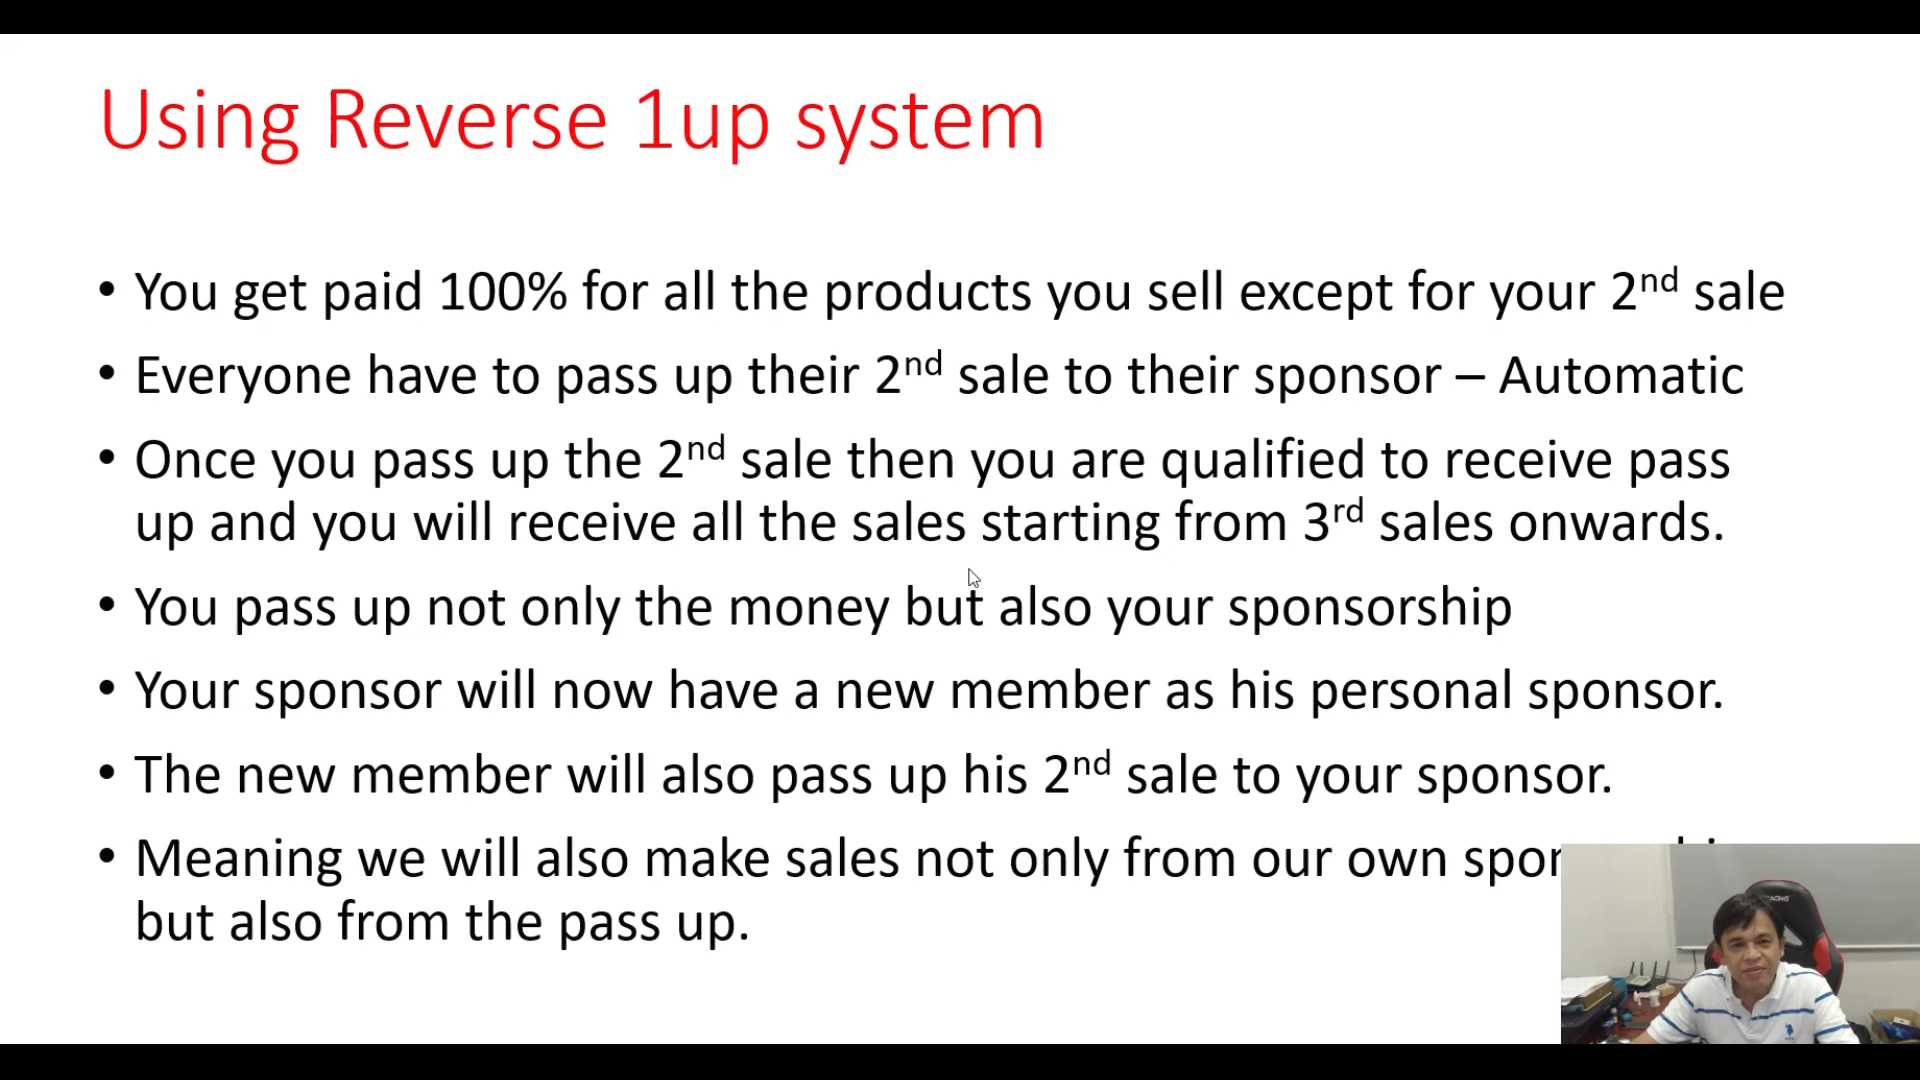 Using Reverse 1up system
• You get paid 100% for all the products you sell except for your 2nd sale
• Everyone have to pass up their 2nd sale to their sponsor – Automatic
• Once you pass up the 2nd sale then you are qualified to receive pass
up and you will receive all the sales starting from 3rd sales onwards.
• You pass up not only the money but also your sponsorship
• Your sponsor will now have a new member as his personal sponsor.
• The new member will also pass up his 2nd sale to your sponsor.
• Meaning we will also make sales not only from our own
but also from the pass up.
RACING